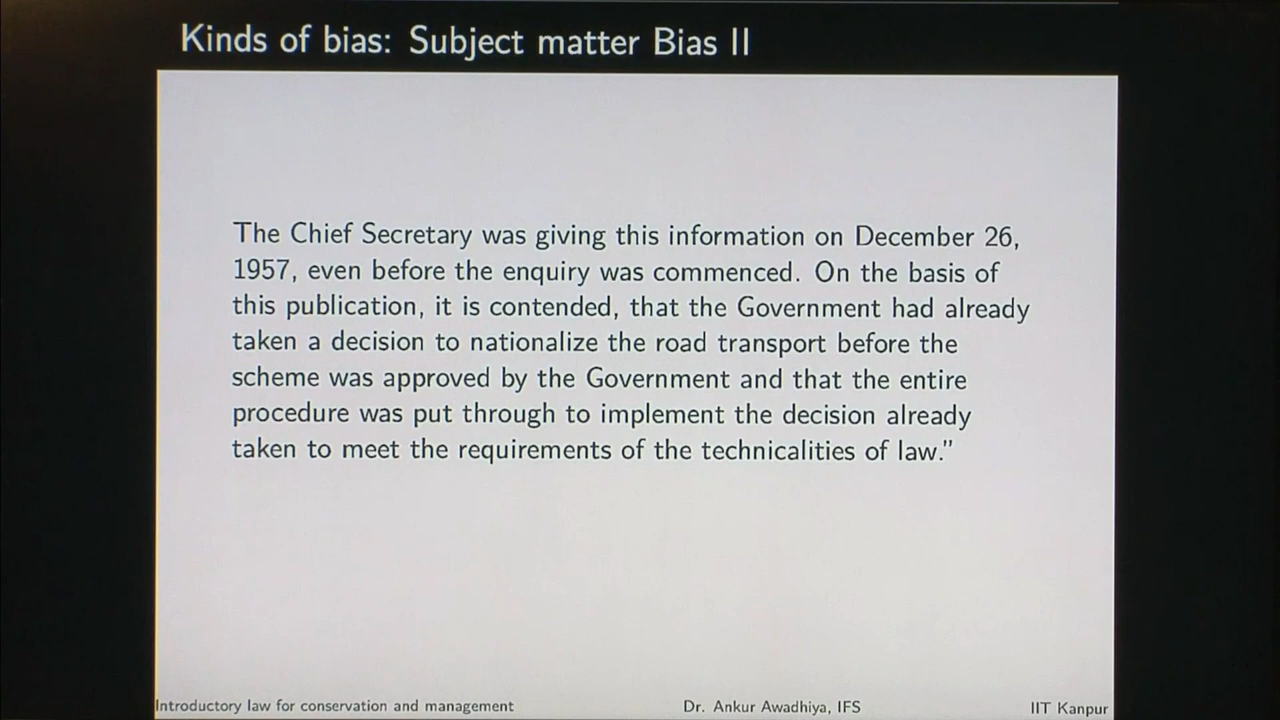 Kinds of bias: Subject matter Bias II
The Chief Secretary was giving this information on December 26,
1957, even before the enquiry was commenced. On the basis of
this publication, it is contended, that the Government had already
taken a decision to nationalize the road transport before the
scheme was approved by the Government and that the entire
procedure was put through to implement the decision already
taken to meet the requirements of the technicalities of law."
Introductory law for conservation and management Dr. Ankur Awadhiya, IFS IIT Kanpur